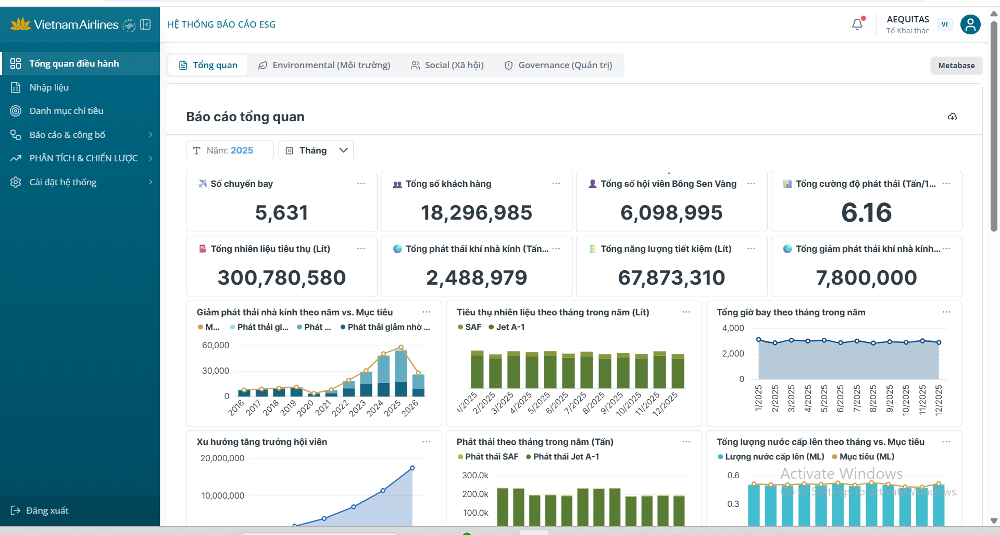 Vietnam Airlines
HỆ THỐNG BÁO CÁO ESG
AEQUITAS
Tổ Khai thác
VI
Tổng quan điều hành
Nhập liệu
Danh mục chỉ tiêu
Báo cáo & công bố
PHÂN TÍCH & CHIẾN LƯỢC
Cài đặt hệ thống
Đăng xuất
Tổng quan
Environmental (Môi trường)
Social (Xã hội)
Governance (Quản trị)
Metabase
Báo cáo tổng quan
Năm: 2025
12 Tháng
Số chuyến bay
5,631
Tổng số khách hàng
18,296,985
Tổng số hội viên Bông Sen Vàng
6,098,995
Tổng cường độ phát thải (Tấn/1...
6.16
Tổng nhiên liệu tiêu thụ (Lít)
300,780,580
Tổng phát thải khí nhà kính (Tấn...
2,488,979
Tổng năng lượng tiết kiệm (Lít)
67,873,310
Tổng giảm phát thải khí nhà kính...
7,800,000
Giảm phát thải nhà kính theo năm vs. Mục tiêu
M... Phát thải gi... Phát ... Phát thải giảm nhờ ...
60,000
30,000
0
2016 2017 2018 2019 2020 2021 2022 2023 2024 2025 2026
Tiêu thụ nhiên liệu theo tháng trong năm (Lít)
SAF Jet A-1
1/2025 2/2025 3/2025 4/2025 5/2025 6/2025 7/2025 8/2025 9/2025 10/2025 11/2025 12/2025
Tổng giờ bay theo tháng trong năm
4,000
2,000
0
1/2025 2/2025 3/2025 4/2025 5/2025 6/2025 7/2025 8/2025 9/2025 10/2025 11/2025 12/2025
Xu hướng tăng trưởng hội viên
20,000,000
10,000,000
Phát thải theo tháng trong năm (Tấn)
Phát thải SAF Phát thải Jet A-1
300.0k
200.0k
100.0k
Tổng lượng nước cấp lên theo tháng vs. Mục tiêu
Lượng nước cấp lên (ML) Mục tiêu (ML)
0.6
0.3
Activate Windows
Go to Settings to activate Windows.